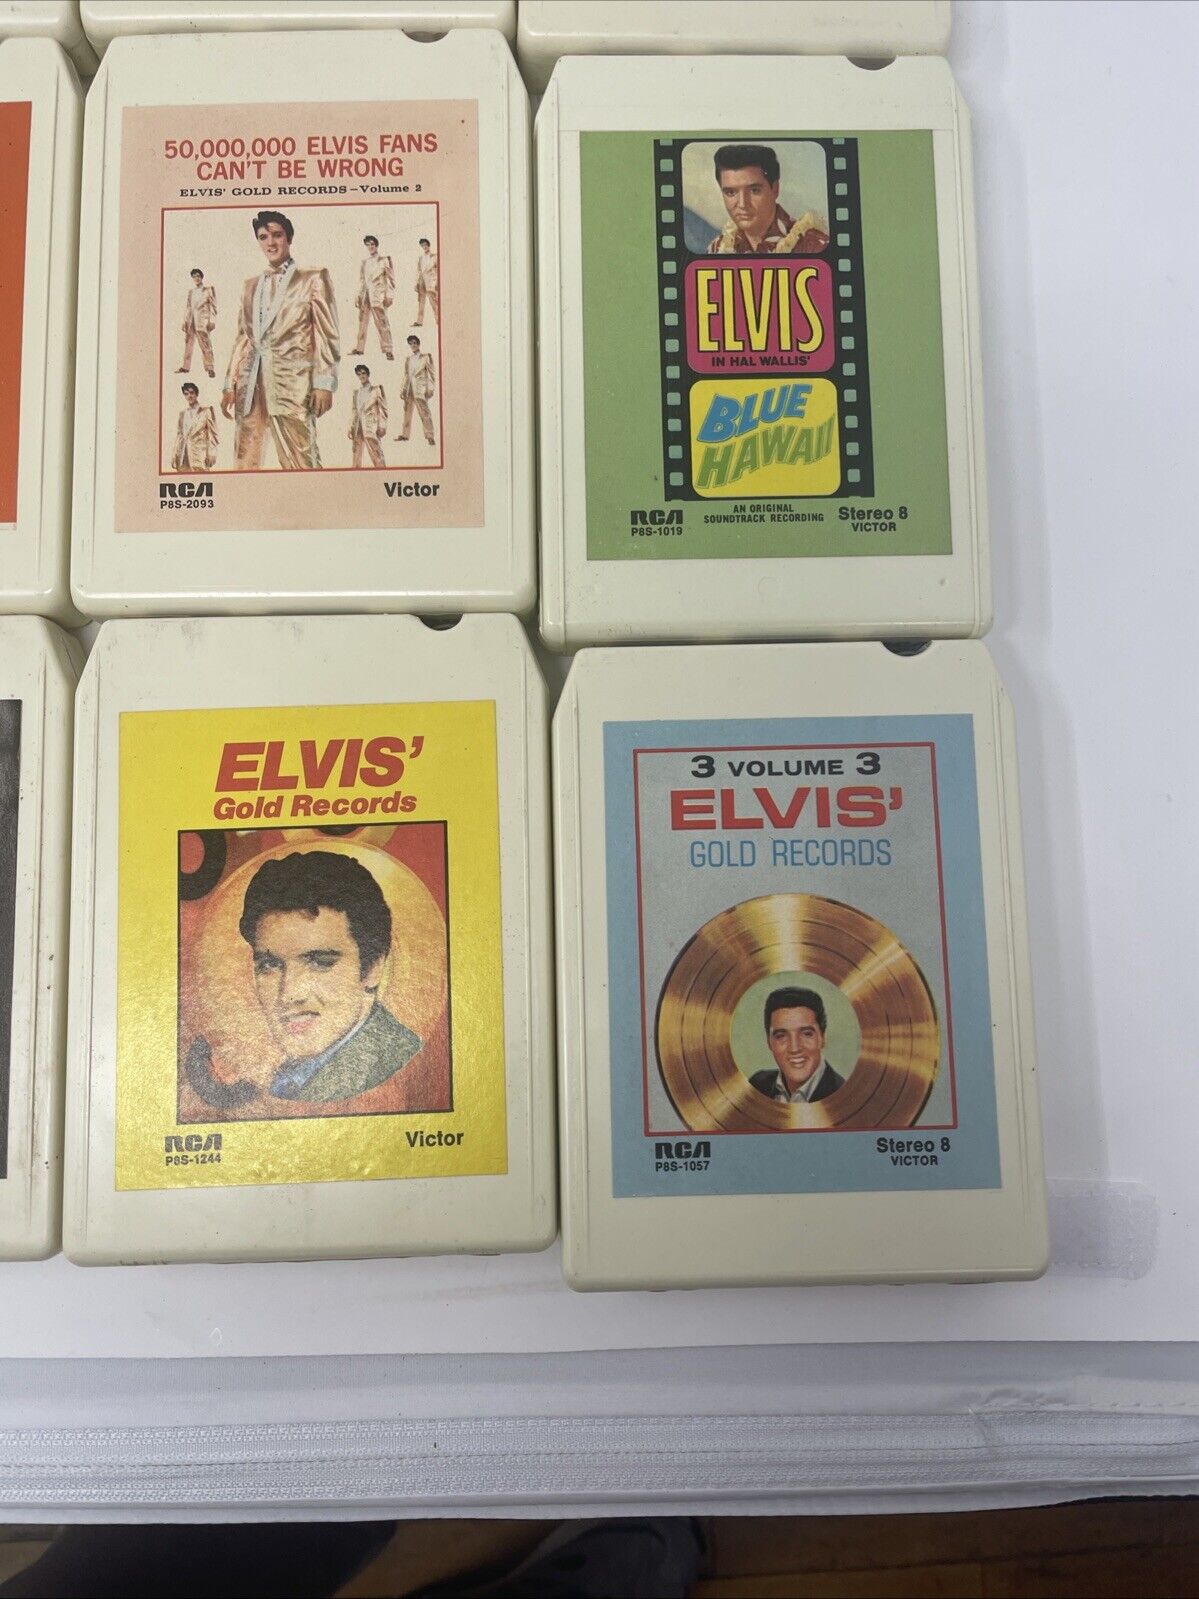 50,000,000 ELVIS FANS
CAN'T BE WRONG
ELVIS' GOLD RECORDS–Volume 2
RCA
P8S-2093
Victor
ELVIS
IN HAL WALLIS'
BLUE
HAWAII
RCA
P8S-1019
AN ORIGINAL
SOUNDTRACK RECORDING
Stereo 8
VICTOR
ELVIS'
Gold Records
RCA
P8S-1244
Victor
3 VOLUME 3
ELVIS'
GOLD RECORDS
RCA
P8S-1057
Stereo 8
VICTOR